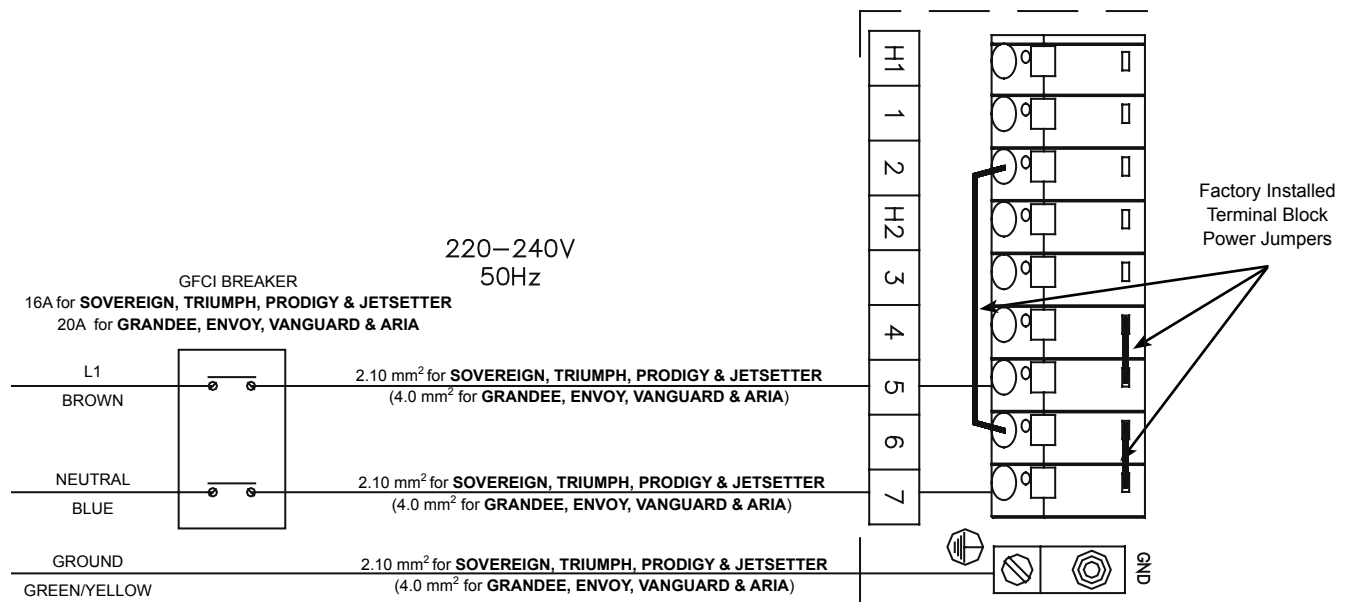 H1
1
2
H2
3
4
5
6
7
Factory Installed
Terminal Block
Power Jumpers
220–240V
50Hz
GFCI BREAKER
16A for SOVEREIGN, TRIUMPH, PRODIGY & JETSETTER
20A for GRANDEE, ENVOY, VANGUARD & ARIA
L1
BROWN
2.10 mm² for SOVEREIGN, TRIUMPH, PRODIGY & JETSETTER
(4.0 mm² for GRANDEE, ENVOY, VANGUARD & ARIA)
NEUTRAL
BLUE
2.10 mm² for SOVEREIGN, TRIUMPH, PRODIGY & JETSETTER
(4.0 mm² for GRANDEE, ENVOY, VANGUARD & ARIA)
GROUND
GREEN/YELLOW
2.10 mm² for SOVEREIGN, TRIUMPH, PRODIGY & JETSETTER
(4.0 mm² for GRANDEE, ENVOY, VANGUARD & ARIA)
GND